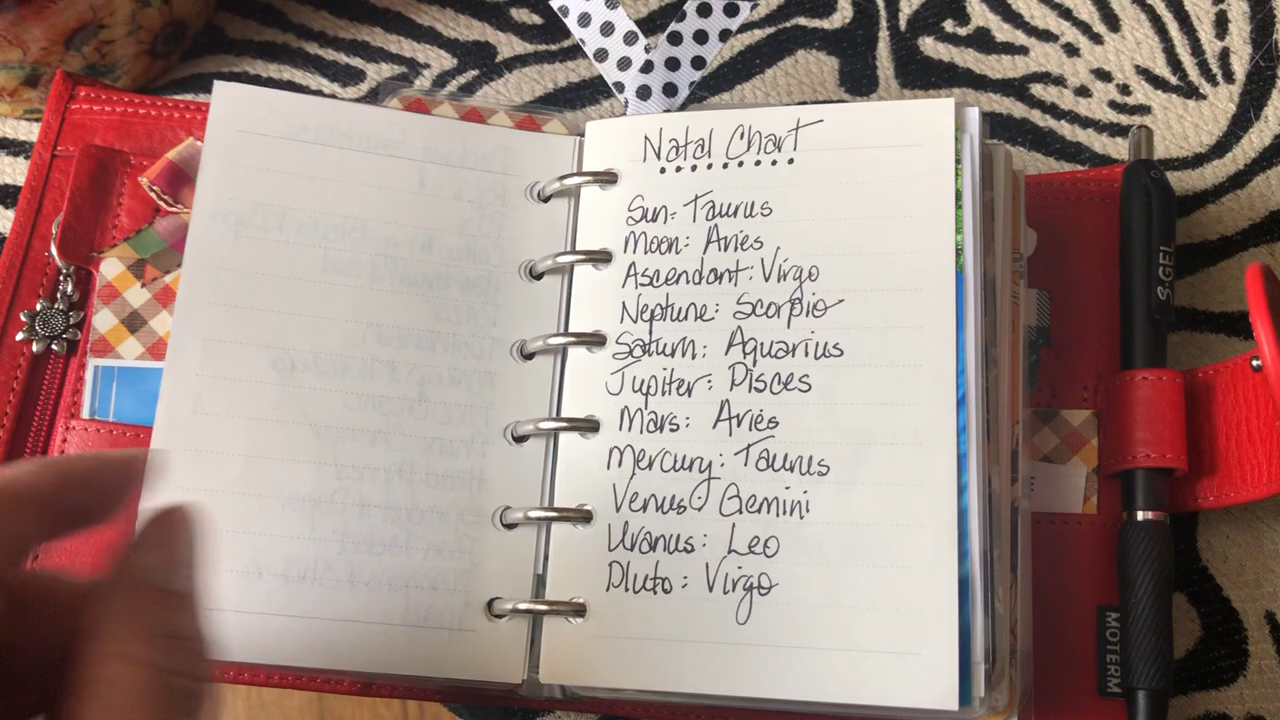 Natal Chart
Sun: Taurus
Moon: Aries
Ascendant: Virgo
Neptune: Scorpio
Saturn: Aquarius
Jupiter: Pisces
Mars: Aries
Mercury: Taurus
Venus: Gemini
Uranus: Leo
Pluto: Virgo
S·GEL
MOTERM